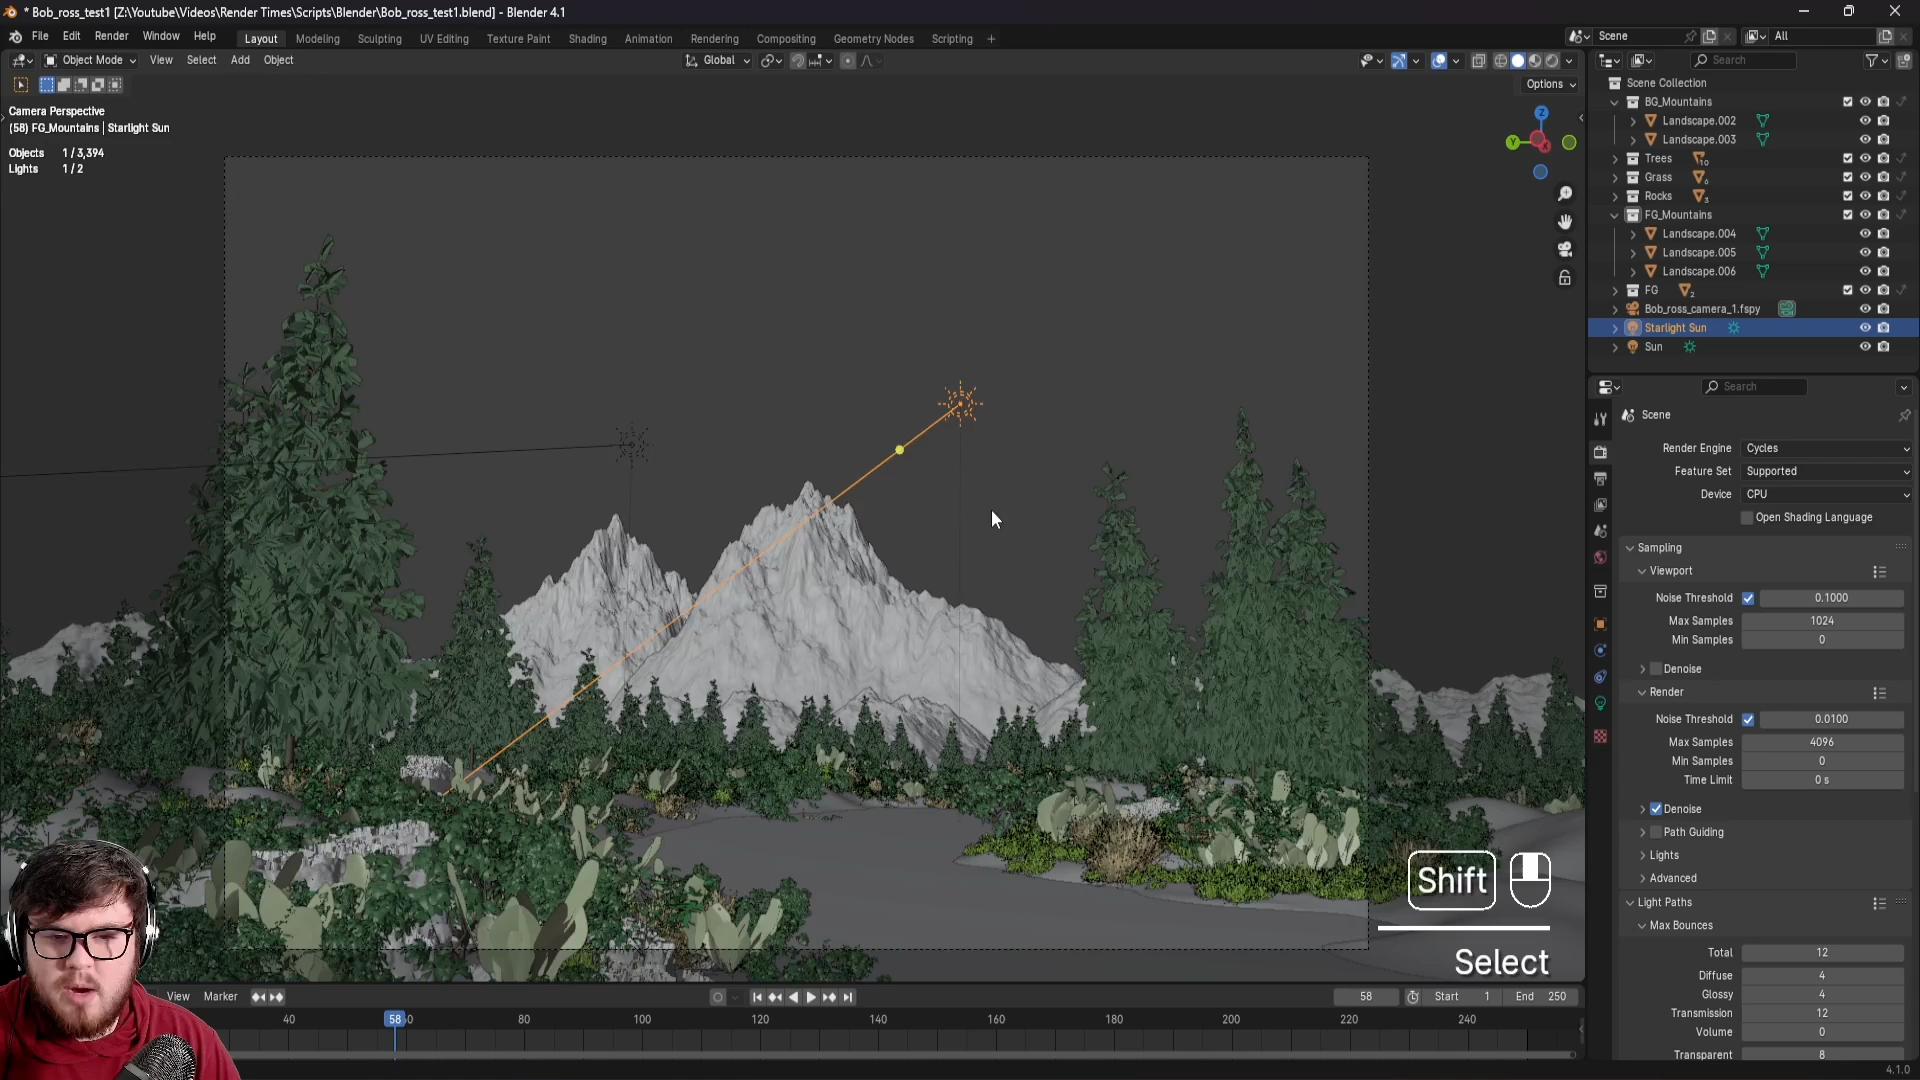 * Bob_ross_test1 [Z:\Youtube\Videos\Render Times\Scripts\Blender\Bob_ross_test1.blend] - Blender 4.1
File Edit Render Window Help Layout Modeling Sculpting UV Editing Texture Paint Shading Animation Rendering Compositing Geometry Nodes Scripting + Scene All
Object Mode View Select Add Object Global Search
Options
Camera Perspective
(58) FG_Mountains | Starlight Sun
Objects 1 / 3,394
Lights 1 / 2
Z
Y
X
Scene Collection
BG_Mountains
Landscape.002
Landscape.003
Trees 10
Grass 6
Rocks 3
FG_Mountains
Landscape.004
Landscape.005
Landscape.006
FG 2
Bob_ross_camera_1.fspy
Starlight Sun
Sun
Search
Scene
Render Engine Cycles
Feature Set Supported
Device CPU
Open Shading Language
Sampling
Viewport
Noise Threshold 0.1000
Max Samples 1024
Min Samples 0
Denoise
Render
Noise Threshold 0.0100
Max Samples 4096
Min Samples 0
Time Limit 0 s
Denoise
Path Guiding
Lights
Advanced
Light Paths
Max Bounces
Total 12
Diffuse 4
Glossy 4
Transmission 12
Volume 0
Transparent 8
Shift
Select
View Marker 58 Start 1 End 250
40 58 80 100 120 140 160 180 200 220 240
4.1.0